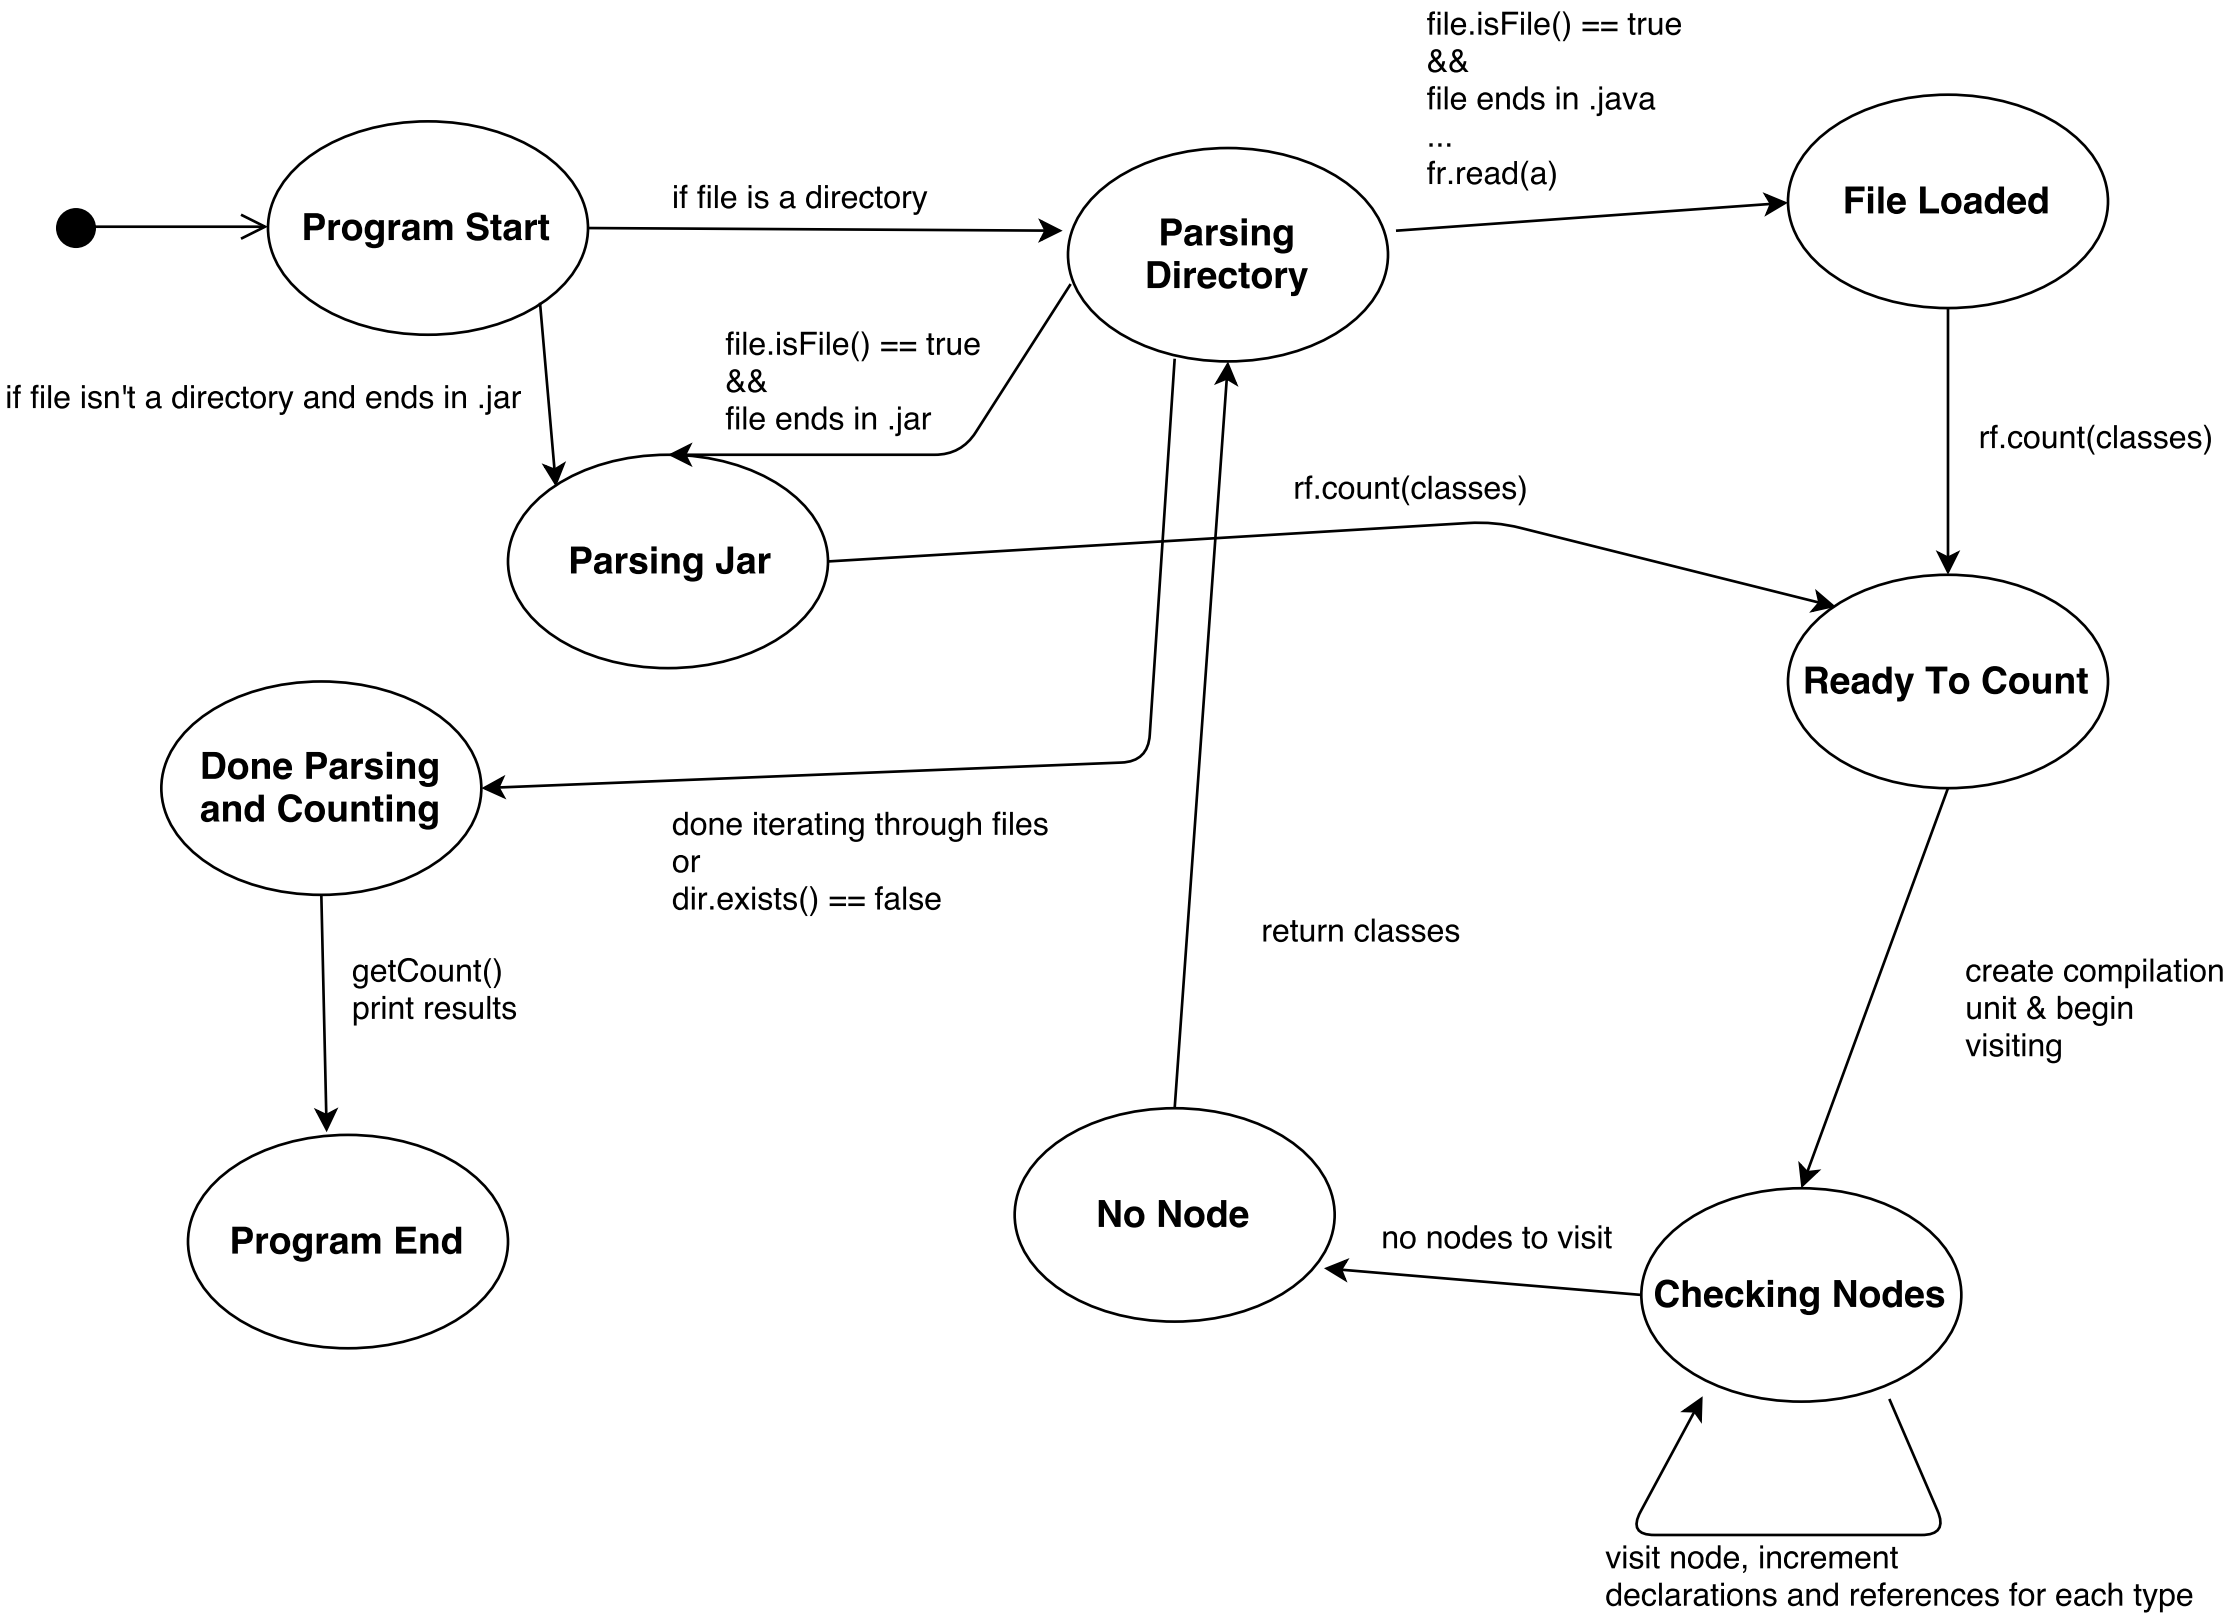 file.isFile() == true
&&
file ends in .java
...
fr.read(a)
Program Start
if file is a directory
Parsing
Directory
File Loaded
file.isFile() == true
&&
file ends in .jar
if file isn't a directory and ends in .jar
rf.count(classes)
rf.count(classes)
Parsing Jar
Ready To Count
Done Parsing
and Counting
done iterating through files
or
dir.exists() == false
return classes
getCount()
print results
create compilation
unit & begin
visiting
No Node
Program End
no nodes to visit
Checking Nodes
visit node, increment
declarations and references for each type